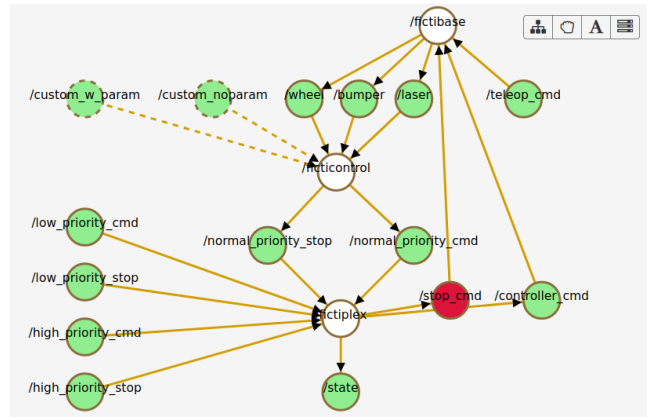 /fictibase
A
/custom_w_param
/custom_noparam
/wheel
/bumper
/laser
/teleop_cmd
/ficticontrol
/low_priority_cmd
/normal_priority_stop
/normal_priority_cmd
/low_priority_stop
/stop_cmd
/controller_cmd
/fictiplex
/high_priority_cmd
/high_priority_stop
/state